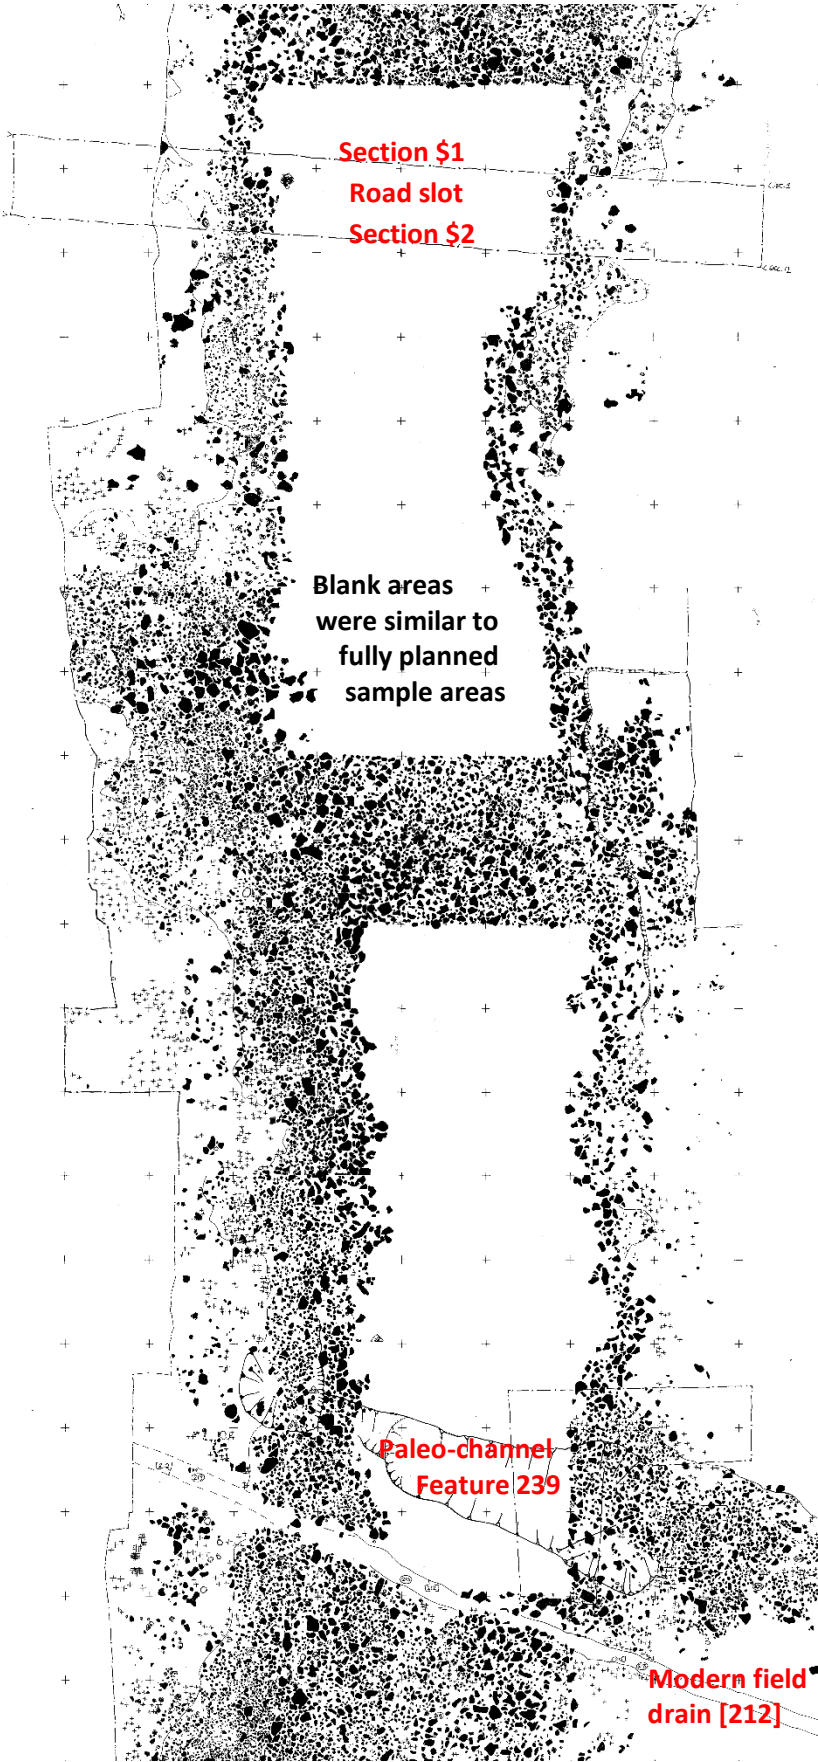 Section $1
Road slot
Section $2
Blank areas
were similar to
fully planned
sample areas
Paleo-channel
Feature 239
Modern field
drain [212]